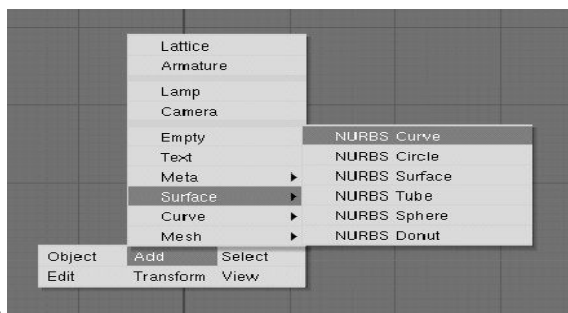 Lattice
Armature
Lamp
Camera
Empty
Text
Meta
Surface
Curve
Mesh
NURBS Curve
NURBS Circle
NURBS Surface
NURBS Tube
NURBS Sphere
NURBS Donut
Object Add Select
Edit Transform View